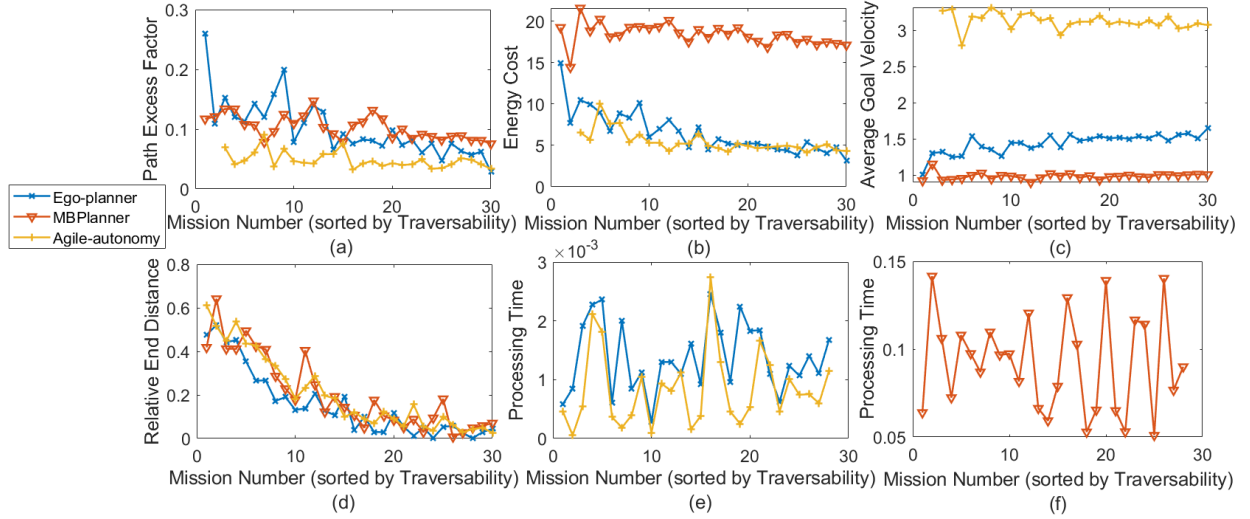 0.3
0.2
0.1
0
Path Excess Factor
0 10 20 30
Mission Number (sorted by Traversability)
(a)
20
15
10
5
0
Energy Cost
0 10 20 30
Mission Number (sorted by Traversability)
(b)
3
2.5
2
1.5
1
Average Goal Velocity
0 10 20 30
Mission Number (sorted by Traversability)
(c)
Ego-planner
MBPlanner
Agile-autonomy
0.8
0.6
0.4
0.2
0
Relative End Distance
0 10 20 30
Mission Number (sorted by Traversability)
(d)
× 10⁻³
3
2
1
0
Processing Time
0 10 20 30
Mission Number (sorted by Traversability)
(e)
0.15
0.1
0.05
Processing Time
0 10 20 30
Mission Number (sorted by Traversability)
(f)